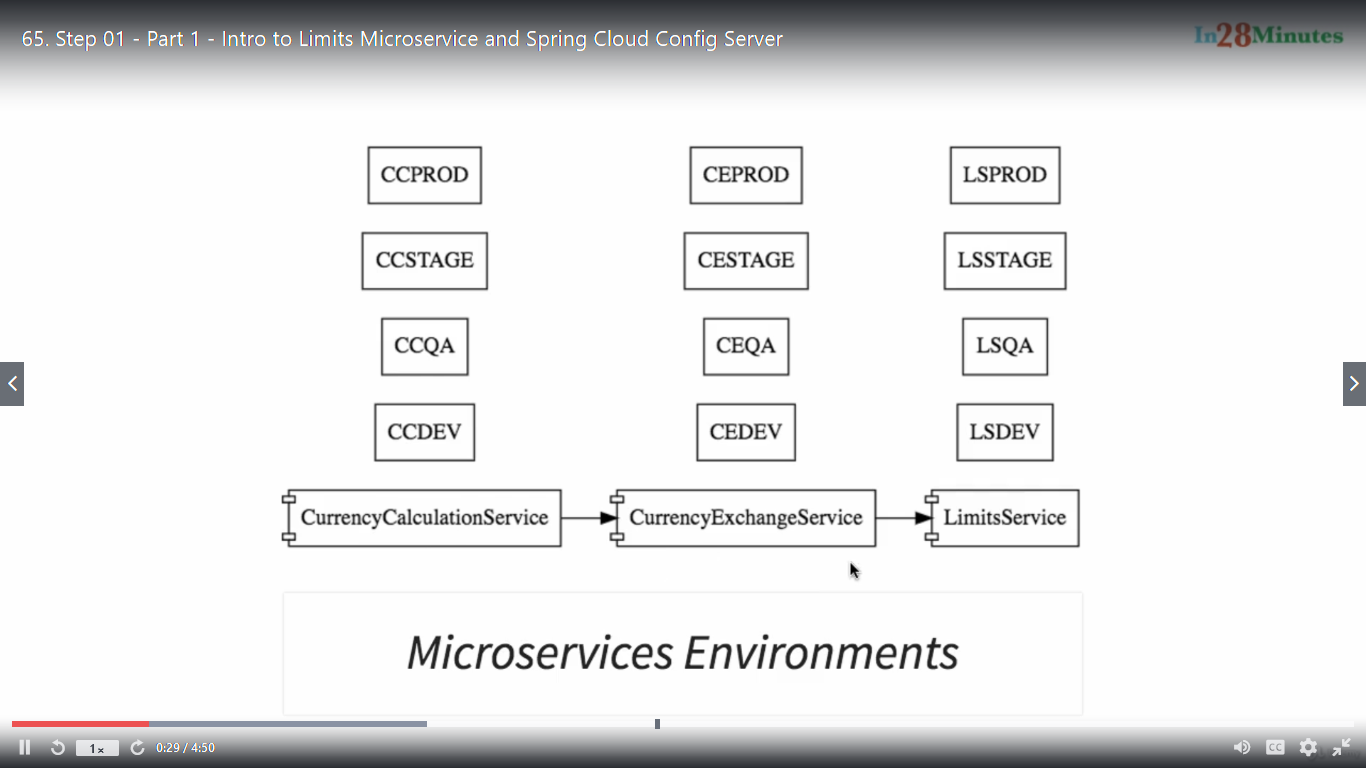 65. Step 01 - Part 1 - Intro to Limits Microservice and Spring Cloud Config Server
In28Minutes
CCPROD CEPROD LSPROD
CCSTAGE CESTAGE LSSTAGE
CCQA CEQA LSQA
CCDEV CEDEV LSDEV
CurrencyCalculationService CurrencyExchangeService LimitsService
Microservices Environments
1x 0:29 / 4:50 CC